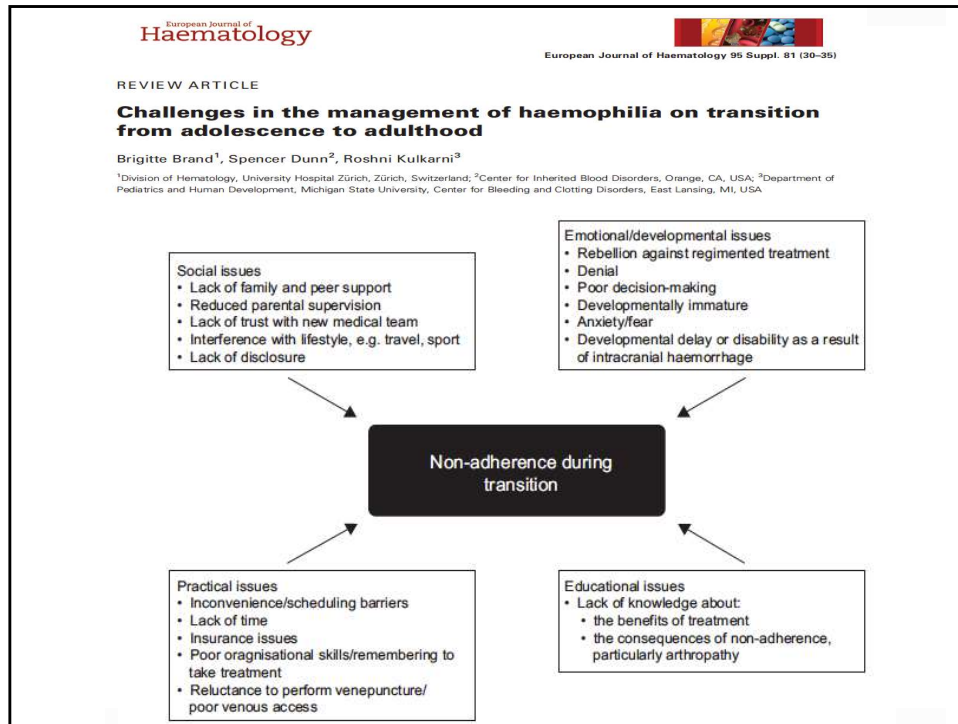 European Journal of
Haematology
European Journal of Haematology 95 Suppl. 81 (30–35)
REVIEW ARTICLE
Challenges in the management of haemophilia on transition
from adolescence to adulthood
Brigitte Brand1, Spencer Dunn2, Roshni Kulkarni3
1Division of Hematology, University Hospital Zürich, Zürich, Switzerland; 2Center for Inherited Blood Disorders, Orange, CA, USA; 3Department of
Pediatrics and Human Development, Michigan State University, Center for Bleeding and Clotting Disorders, East Lansing, MI, USA
Social issues
• Lack of family and peer support
• Reduced parental supervision
• Lack of trust with new medical team
• Interference with lifestyle, e.g. travel, sport
• Lack of disclosure
Emotional/developmental issues
• Rebellion against regimented treatment
• Denial
• Poor decision-making
• Developmentally immature
• Anxiety/fear
• Developmental delay or disability as a result
of intracranial haemorrhage
Non-adherence during
transition
Practical issues
• Inconvenience/scheduling barriers
• Lack of time
• Insurance issues
• Poor oragnisational skills/remembering to
take treatment
• Reluctance to perform venepuncture/
poor venous access
Educational issues
• Lack of knowledge about:
• the benefits of treatment
• the consequences of non-adherence,
particularly arthropathy